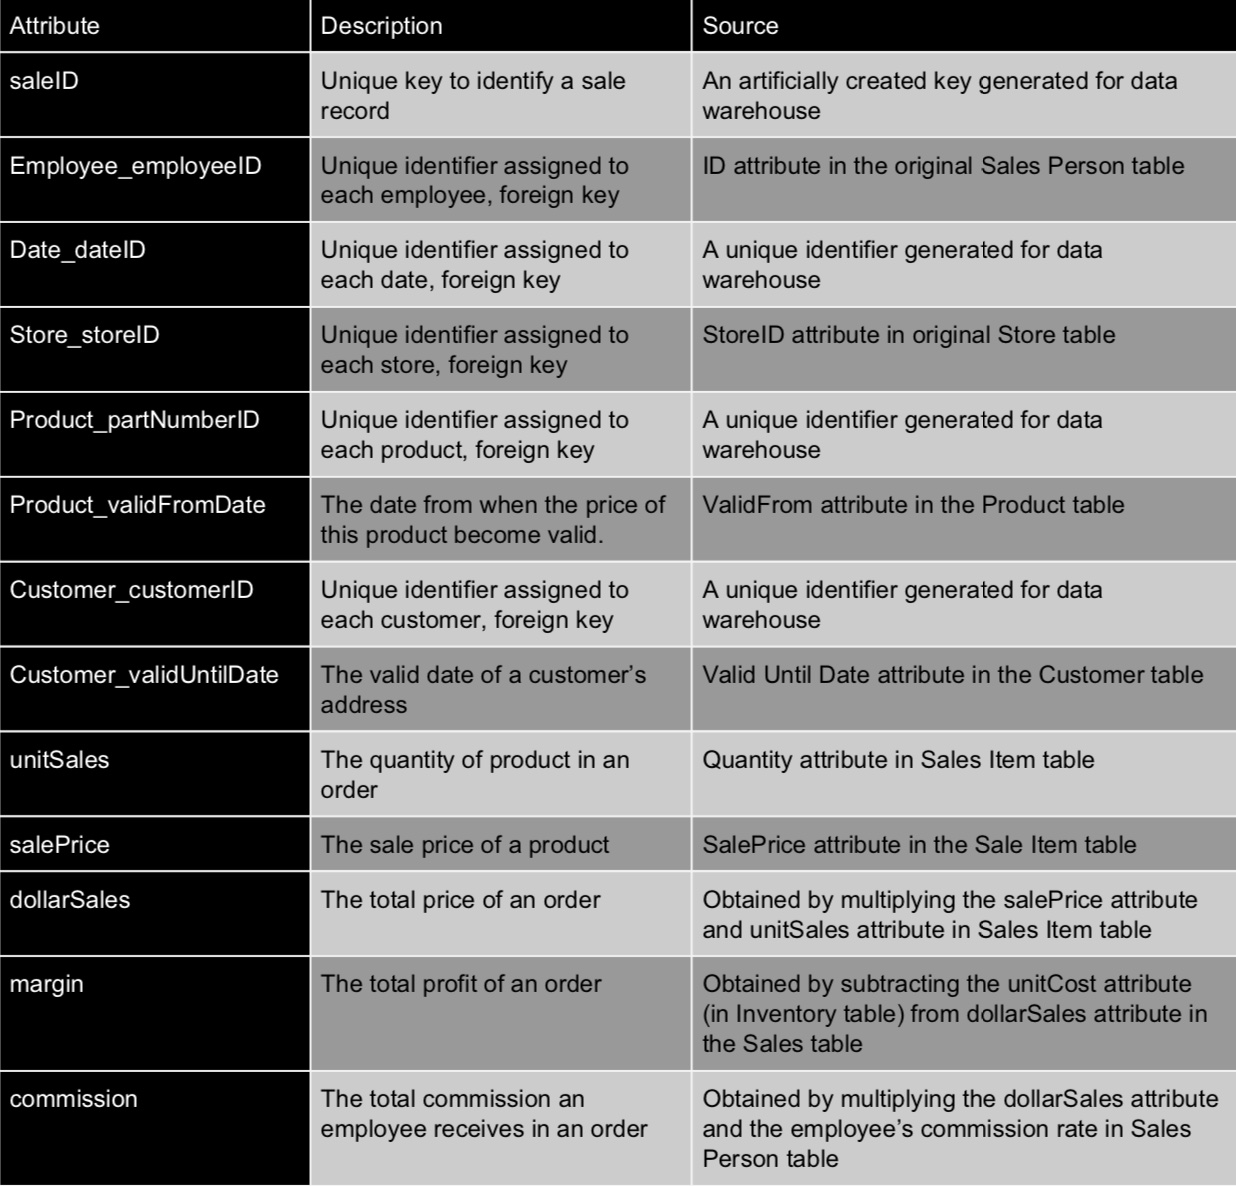 Attribute Description Source
saleID Unique key to identify a sale An artificially created key generated for data
record warehouse
Employee_employeeID Unique identifier assigned to ID attribute in the original Sales Person table
each employee, foreign key
Date_dateID Unique identifier assigned to A unique identifier generated for data
each date, foreign key warehouse
Store_storeID Unique identifier assigned to StoreID attribute in original Store table
each store, foreign key
Product_partNumberID Unique identifier assigned to A unique identifier generated for data
each product, foreign key warehouse
Product_validFromDate The date from when the price of ValidFrom attribute in the Product table
this product become valid.
Customer_customerID Unique identifier assigned to A unique identifier generated for data
each customer, foreign key warehouse
Customer_validUntilDate The valid date of a customer’s Valid Until Date attribute in the Customer table
address
unitSales The quantity of product in an Quantity attribute in Sales Item table
order
salePrice The sale price of a product SalePrice attribute in the Sale Item table
dollarSales The total price of an order Obtained by multiplying the salePrice attribute
and unitSales attribute in Sales Item table
margin The total profit of an order Obtained by subtracting the unitCost attribute
(in Inventory table) from dollarSales attribute in
the Sales table
commission The total commission an Obtained by multiplying the dollarSales attribute
employee receives in an order and the employee’s commission rate in Sales
Person table